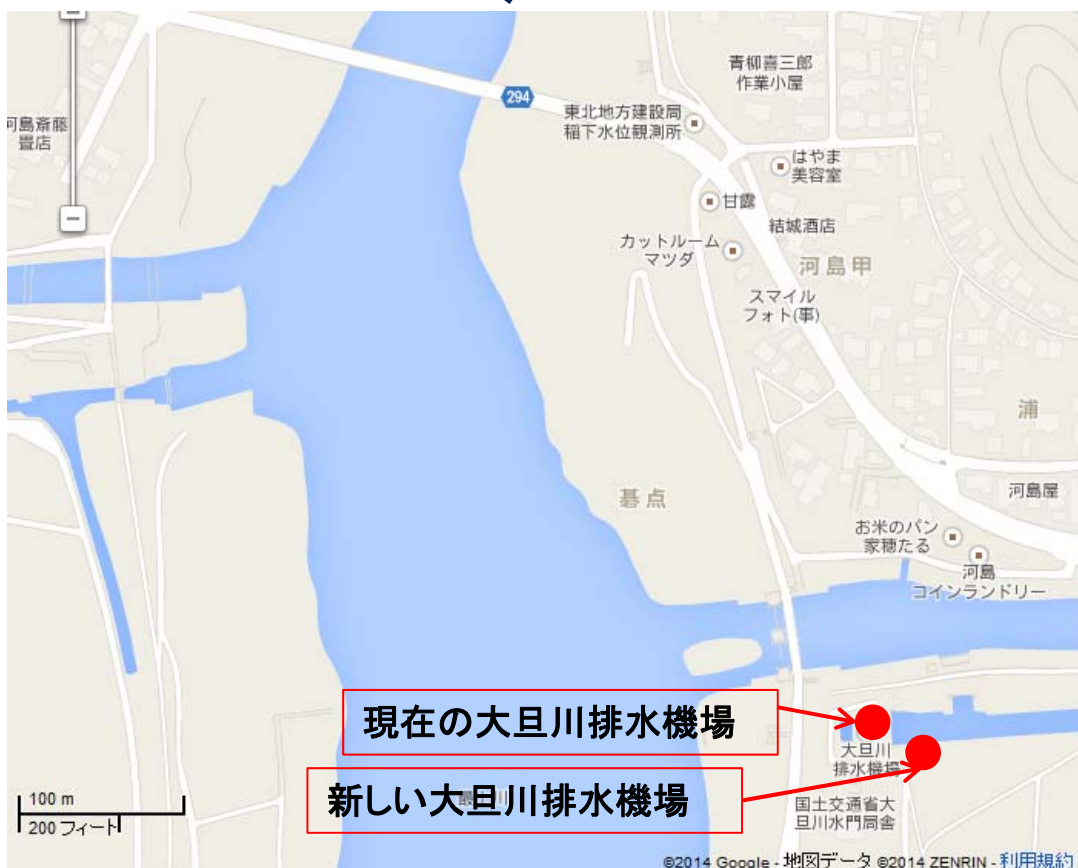 294
青柳喜三郎
作業小屋
東北地方建設局
稲下水位観測所
河島斎藤
畳店
はやま
美容室
甘露
結城酒店
カットルーム
マツダ
河島甲
スマイル
フォト(事)
浦
河島屋
碁点
お米のパン
家穂たる
河島
コインランドリー
現在の大旦川排水機場
大旦川
排水機場
新しい大旦川排水機場
国土交通省大
旦川水門局舎
100 m
200 フィート
©2014 Google - 地図データ ©2014 ZENRIN - 利用規約